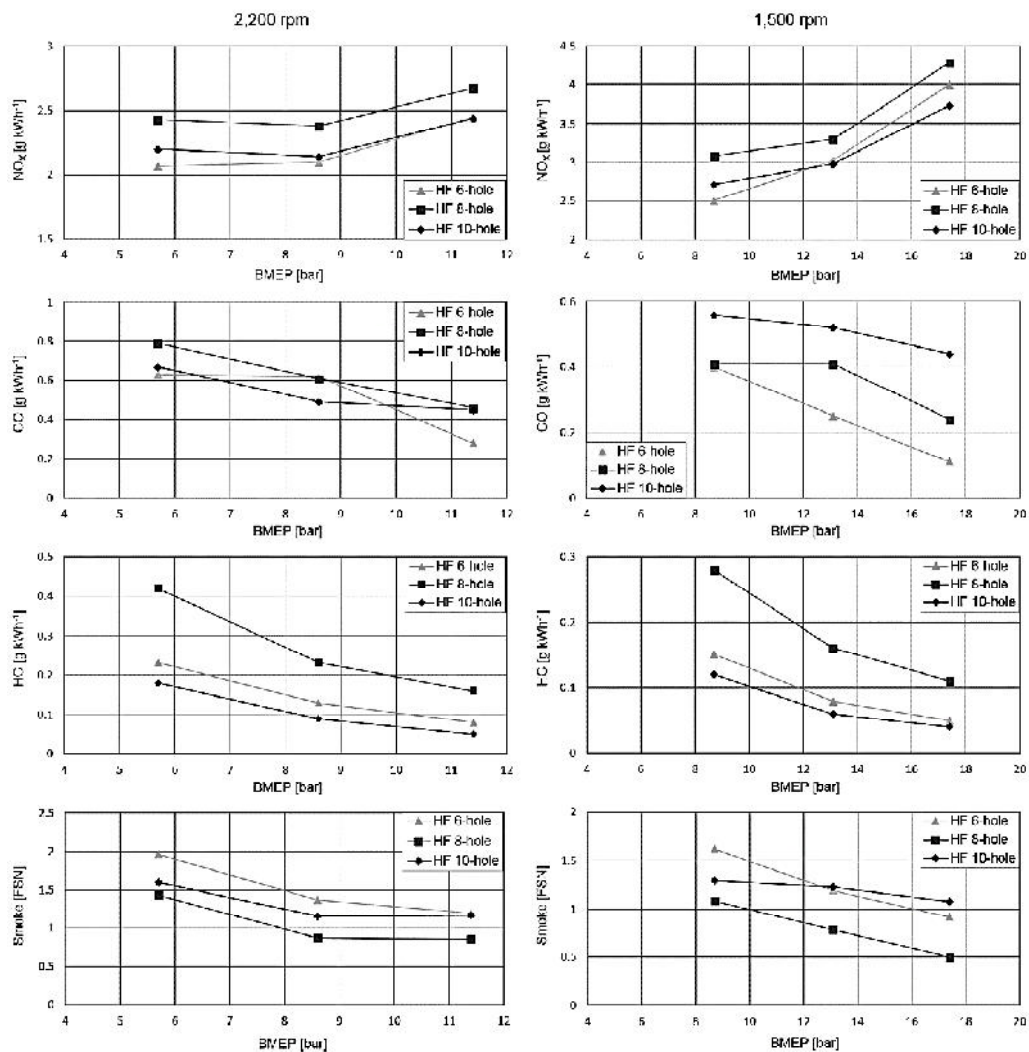 2,200 rpm
1,500 rpm
3
2.5
2
1.5
NOx [g kWh-1]
HF 6-hole
HF 8-hole
HF 10-hole
4 5 6 7 8 9 10 11 12
BMEP [bar]
4.5
4
3.5
3
2.5
2
NOx [g kWh-1]
HF 6-hole
HF 8-hole
HF 10-hole
4 6 8 10 12 14 16 18 20
BMEP [bar]
1
0.8
0.6
0.4
0.2
0
CO [g kWh-1]
HF 6 hole
HF 8-hole
HF 10-hole
4 5 6 7 8 9 10 11 12
BMEP [bar]
0.6
0.4
0.2
0
CO [g kWh-1]
HF 6 hole
HF 8-hole
HF 10-hole
4 6 8 10 12 14 16 18 20
BMEP [bar]
0.5
0.4
0.3
0.2
0.1
0
HC [g kWh-1]
HF 6 hole
HF 8-hole
HF 10-hole
4 5 6 7 8 9 10 11 12
BMEP [bar]
0.3
0.2
0.1
0
HC [g kWh-1]
HF 6 hole
HF 8-hole
HF 10-hole
4 6 8 10 12 14 16 18 20
BMEP [bar]
2.5
2
1.5
1
0.5
0
Smoke [FSN]
HF 6-hole
HF 8-hole
HF 10-hole
4 5 6 7 8 9 10 11 12
BMEP [bar]
2
1.5
1
0.5
0
Smoke [FSN]
HF 6-hole
HF 8-hole
HF 10-hole
4 6 8 10 12 14 16 18 20
BMEP [bar]